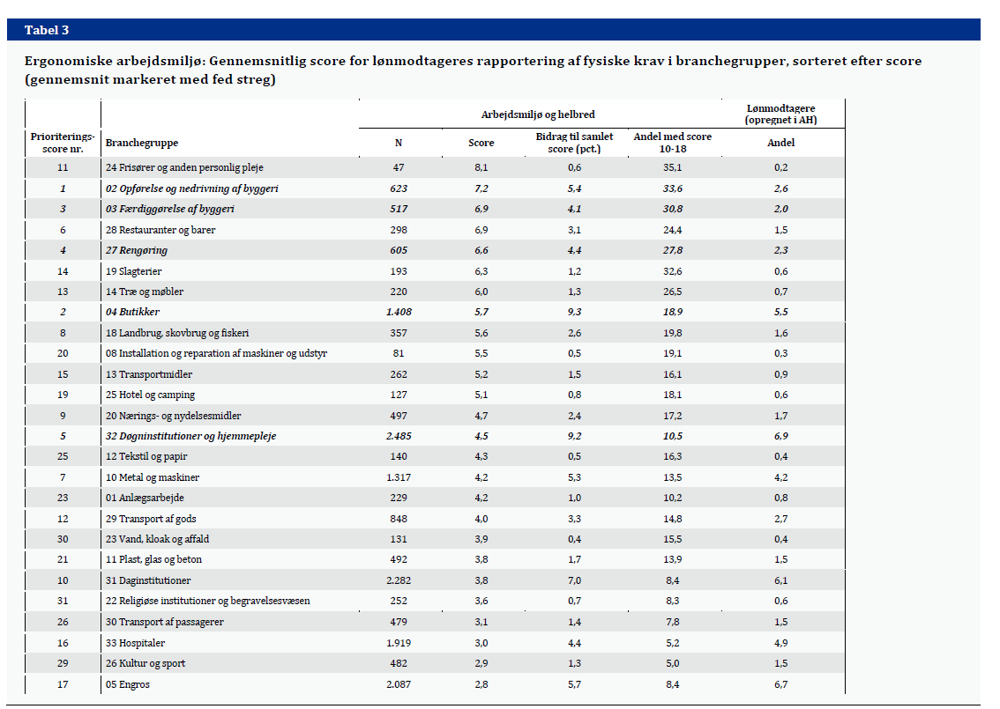 Tabel 3
Ergonomiske arbejdsmiljø: Gennemsnitlig score for lønmodtageres rapportering af fysiske krav i branchegrupper, sorteret efter score
(gennemsnit markeret med fed streg)
Arbejdsmiljø og helbred Lønmodtagere
(opregnet i AH)
Prioriterings-
score nr. Branchegruppe N Score Bidrag til samlet
score (pct.) Andel med score
10-18 Andel
11 24 Frisører og anden personlig pleje 47 8,1 0,6 35,1 0,2
1 02 Opførelse og nedrivning af byggeri 623 7,2 5,4 33,6 2,6
3 03 Færdiggørelse af byggeri 517 6,9 4,1 30,8 2,0
6 28 Restauranter og barer 298 6,9 3,1 24,4 1,5
4 27 Rengøring 605 6,6 4,4 27,8 2,3
14 19 Slagterier 193 6,3 1,2 32,6 0,6
13 14 Træ og møbler 220 6,0 1,3 26,5 0,7
2 04 Butikker 1.408 5,7 9,3 18,9 5,5
8 18 Landbrug, skovbrug og fiskeri 357 5,6 2,6 19,8 1,6
20 08 Installation og reparation af maskiner og udstyr 81 5,5 0,5 19,1 0,3
15 13 Transportmidler 262 5,2 1,5 16,1 0,9
19 25 Hotel og camping 127 5,1 0,8 18,1 0,6
9 20 Nærings- og nydelsesmidler 497 4,7 2,4 17,2 1,7
5 32 Døgninstitutioner og hjemmepleje 2.485 4,5 9,2 10,5 6,9
25 12 Tekstil og papir 140 4,3 0,5 16,3 0,4
7 10 Metal og maskiner 1.317 4,2 5,3 13,5 4,2
23 01 Anlægsarbejde 229 4,2 1,0 10,2 0,8
12 29 Transport af gods 848 4,0 3,3 14,8 2,7
30 23 Vand, kloak og affald 131 3,9 0,4 15,5 0,4
21 11 Plast, glas og beton 492 3,8 1,7 13,9 1,5
10 31 Daginstitutioner 2.282 3,8 7,0 8,4 6,1
31 22 Religiøse institutioner og begravelsesvæsen 252 3,6 0,7 8,3 0,6
26 30 Transport af passagerer 479 3,1 1,4 7,8 1,5
16 33 Hospitaler 1.919 3,0 4,4 5,2 4,9
29 26 Kultur og sport 482 2,9 1,3 5,0 1,5
17 05 Engros 2.087 2,8 5,7 8,4 6,7